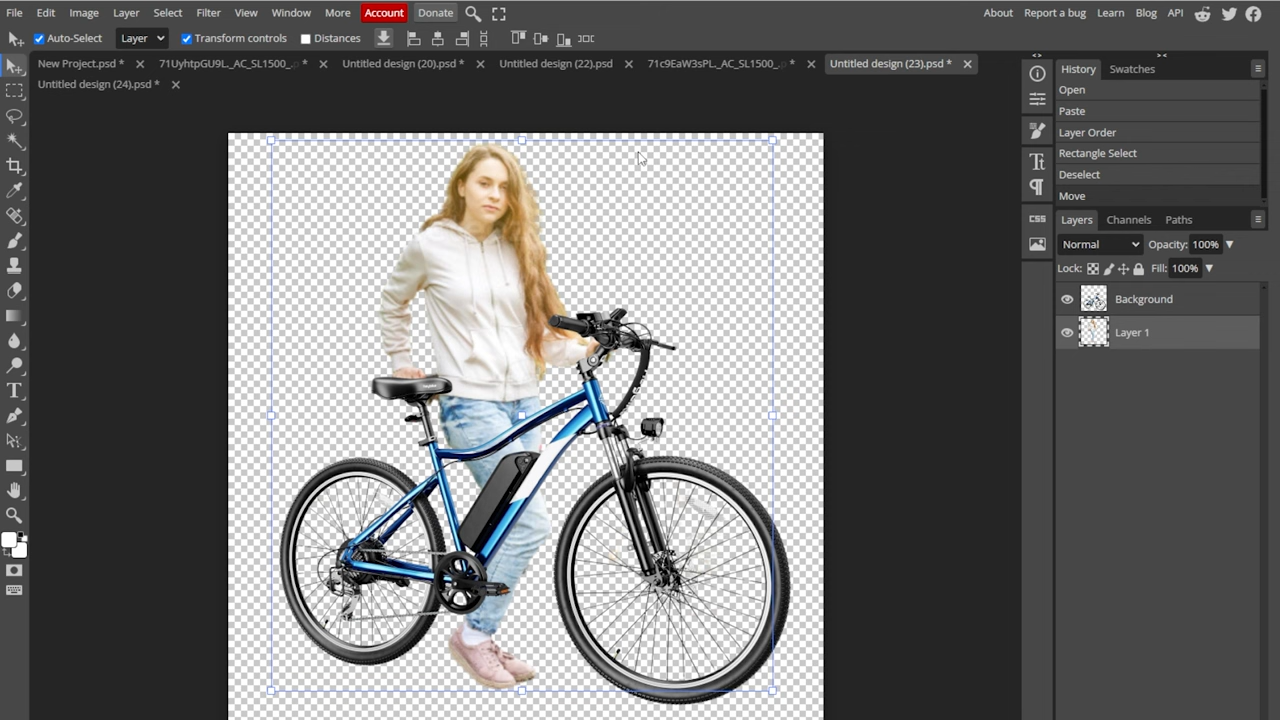 File Edit Image Layer Select Filter View Window More Account Donate About Report a bug Learn Blog API
Auto-Select Layer Transform controls Distances
New Project.psd * 71UyhtpGU9L._AC_SL1500_. * Untitled design (20).psd * Untitled design (22).psd 71c9EaW3sPL._AC_SL1500_. * Untitled design (23).psd *
Untitled design (24).psd *
History Swatches
Open
Paste
Layer Order
Rectangle Select
Deselect
Move
Layers Channels Paths
Normal Opacity: 100%
Lock: Fill: 100%
Background
Layer 1
CSS